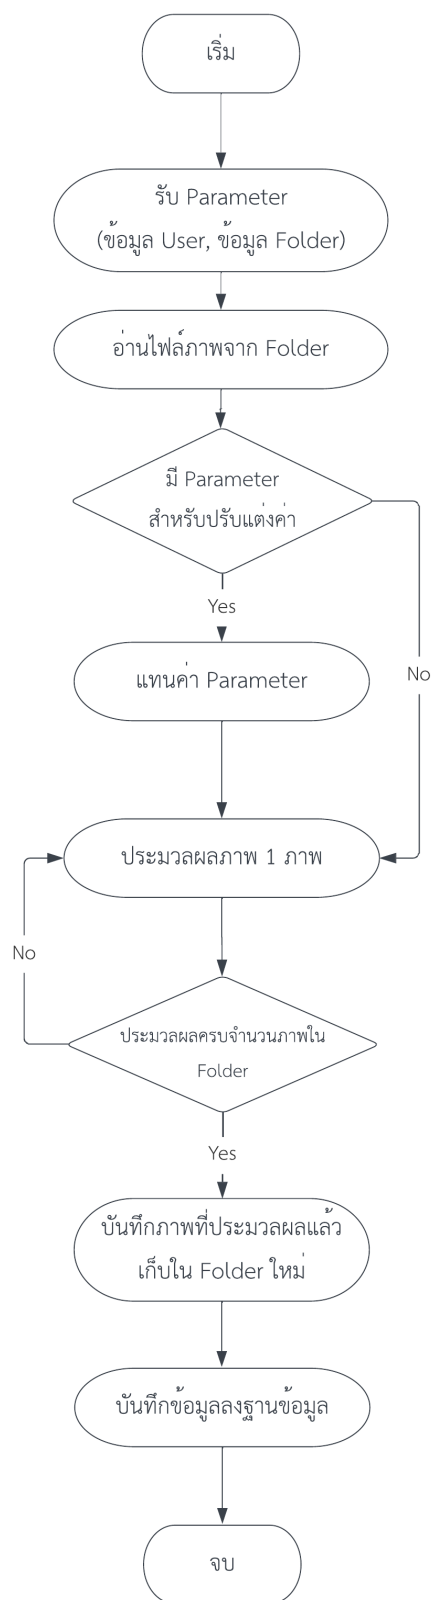 เริ่ม
รับ Parameter
(ข้อมูล User, ข้อมูล Folder)
อ่านไฟล์ภาพจาก Folder
มี Parameter
สำหรับปรับแต่งค่า
Yes
No
แทนค่า Parameter
ประมวลผลภาพ 1 ภาพ
No
ประมวลผลครบจำนวนภาพใน
Folder
Yes
บันทึกภาพที่ประมวลผลแล้ว
เก็บใน Folder ใหม่
บันทึกข้อมูลลงฐานข้อมูล
จบ